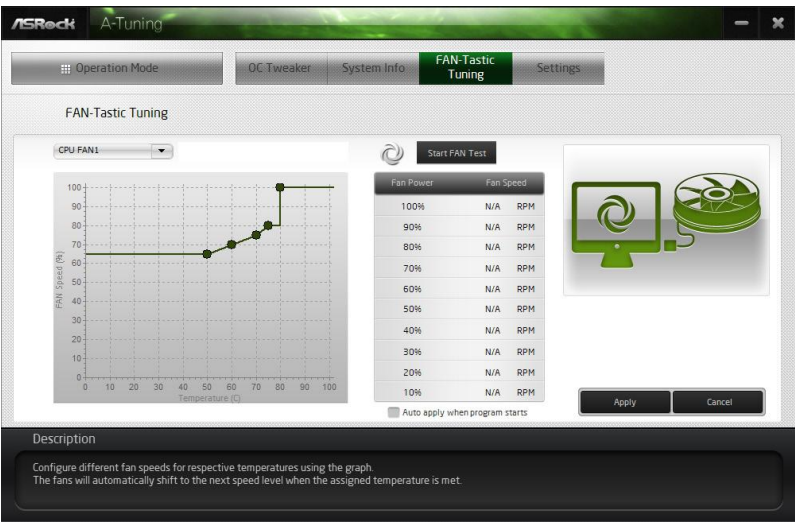 ASRock A-Tuning
Operation Mode
OC Tweaker
System Info
FAN-Tastic
Tuning
Settings
FAN-Tastic Tuning
CPU FAN1
Start FAN Test
FAN Speed (%)
100
90
80
70
60
50
40
30
20
10
0
0 10 20 30 40 50 60 70 80 90 100
Temperature (C)
Fan Power Fan Speed
100% N/A RPM
90% N/A RPM
80% N/A RPM
70% N/A RPM
60% N/A RPM
50% N/A RPM
40% N/A RPM
30% N/A RPM
20% N/A RPM
10% N/A RPM
Auto apply when program starts
Apply
Cancel
Description
Configure different fan speeds for respective temperatures using the graph.
The fans will automatically shift to the next speed level when the assigned temperature is met.